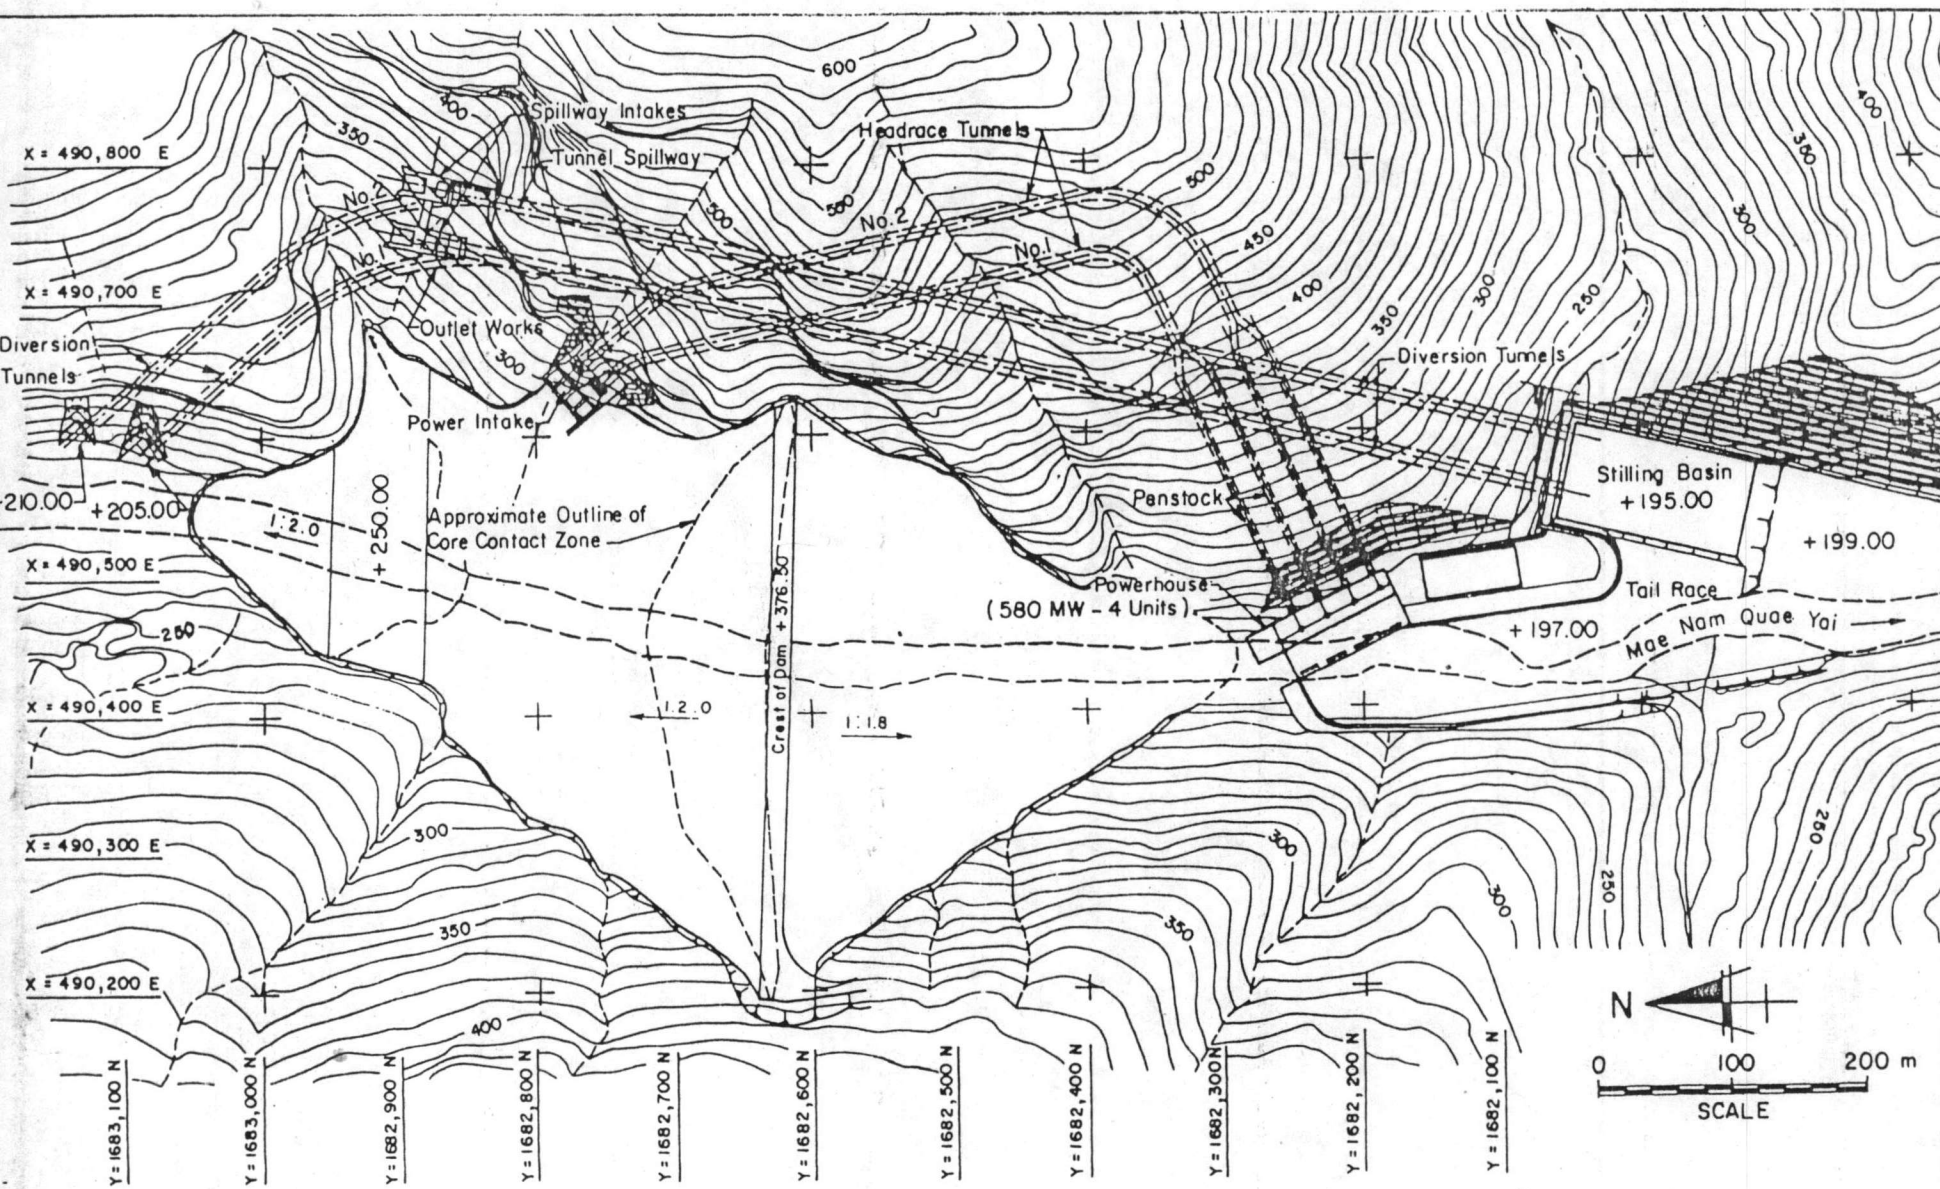 600
400
Spillway Intakes
350
Headrace Tunnels
400
350
X = 490,800 E
Tunnel Spillway
500
No.
500
550
No.2
300
450
No.1
No.1
X = 490,700 E
400
300
250
350
Outlet Works
Diversion
Tunnels
300
Diversion Tunnels
Power Intake
Stilling Basin
+195.00
Penstock
+250.00
210.00
+205.00
1:2.0
Approximate Outline of
Core Contact Zone
+199.00
X = 490,500 E
Powerhouse
(580 MW - 4 Units)
Tail Race
Crest of Dam +376.50
+197.00
Mae Nam Quae Yai
250
X = 490,400 E
1:2.0
1:1.8
300
300
250
X = 490,300 E
250
300
350
350
X = 490,200 E
400
N
0 100 200 m
SCALE
Y = 1683,100 N
Y = 1683,000 N
Y = 1682,900 N
Y = 1682,800 N
Y = 1682,700 N
Y = 1682,600 N
Y = 1682,500 N
Y = 1682,400 N
Y = 1682,300 N
Y = 1682,200 N
Y = 1682,100 N